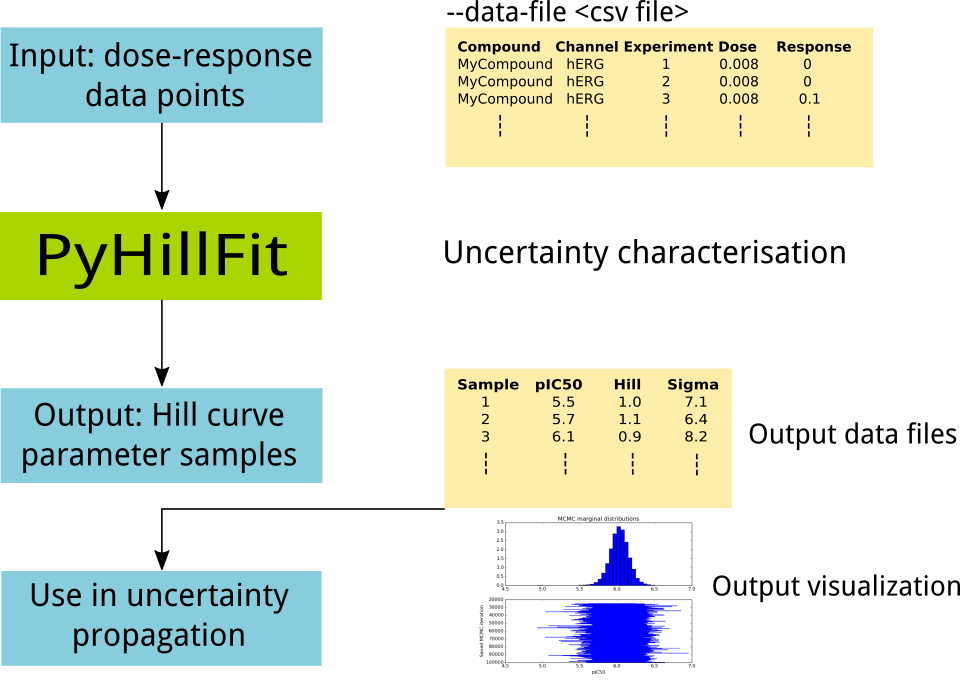 --data-file <csv file>
Input: dose-response
data points
Compound Channel Experiment Dose Response
MyCompound hERG 1 0.008 0
MyCompound hERG 2 0.008 0
MyCompound hERG 3 0.008 0.1
PyHillFit
Uncertainty characterisation
Output: Hill curve
parameter samples
Sample pIC50 Hill Sigma
1 5.5 1.0 7.1
2 5.7 1.1 6.4
3 6.1 0.9 8.2
Output data files
MCMC marginal distributions
3.5
3.0
2.5
2.0
1.5
1.0
0.5
0.0
4.5 5.0 5.5 6.0 6.5 7.0
Output visualization
Use in uncertainty
propagation
Saved MCMC iteration
20000
30000
40000
50000
60000
70000
80000
90000
100000
4.5 5.0 5.5 6.0 6.5 7.0
pIC50